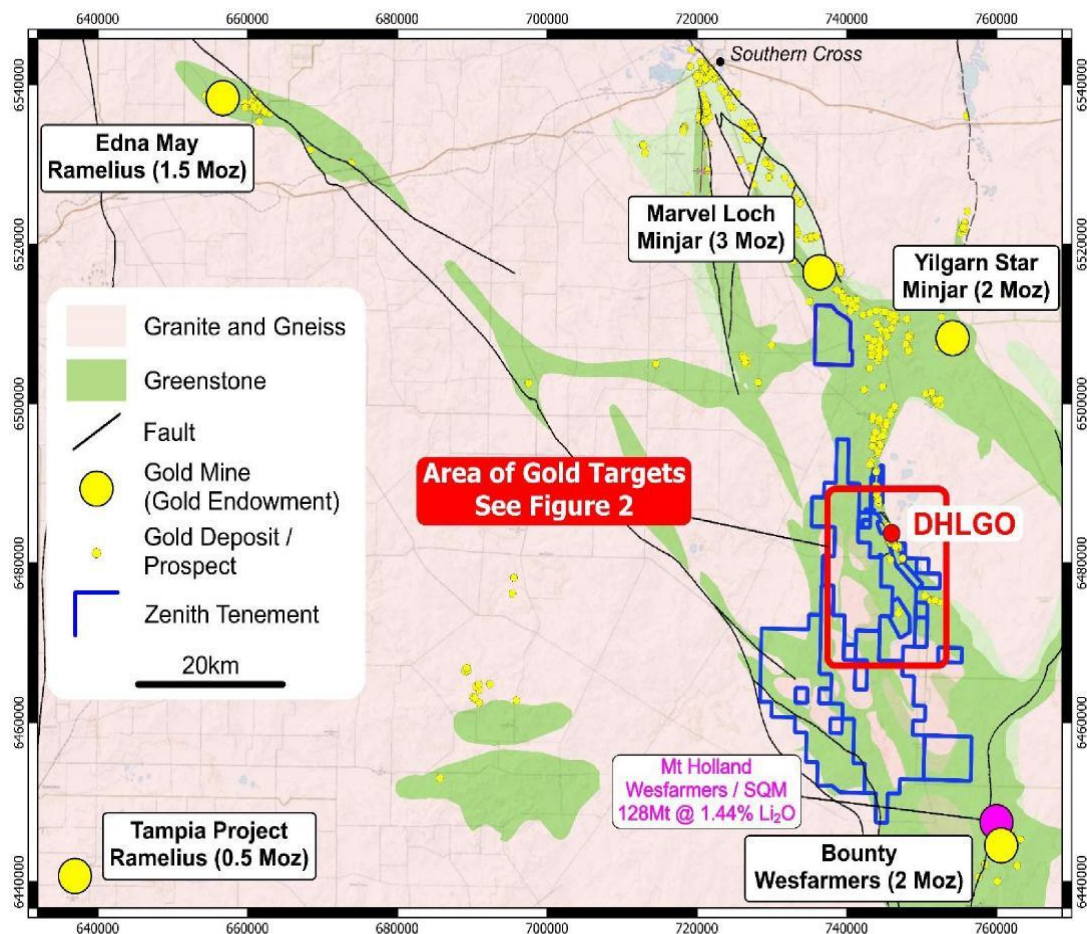 640000
660000
700000
720000
740000
760000
Southern Cross
6540000
6540000
Edna May
Ramelius (1.5 Moz)
Marvel Loch
Minjar (3 Moz)
6520000
6520000
Yilgarn Star
Minjar (2 Moz)
Granite and Gneiss
Greenstone
Fault
Gold Mine
(Gold Endowment)
Gold Deposit /
Prospect
Zenith Tenement
20km
6500000
6500000
Area of Gold Targets
See Figure 2
DHLGO
6480000
6480000
6460000
6460000
Mt Holland
Wesfarmers / SQM
128Mt @ 1.44% Li₂O
Tampia Project
Ramelius (0.5 Moz)
Bounty
Wesfarmers (2 Moz)
6440000
6440000
640000
660000
680000
700000
720000
740000
760000